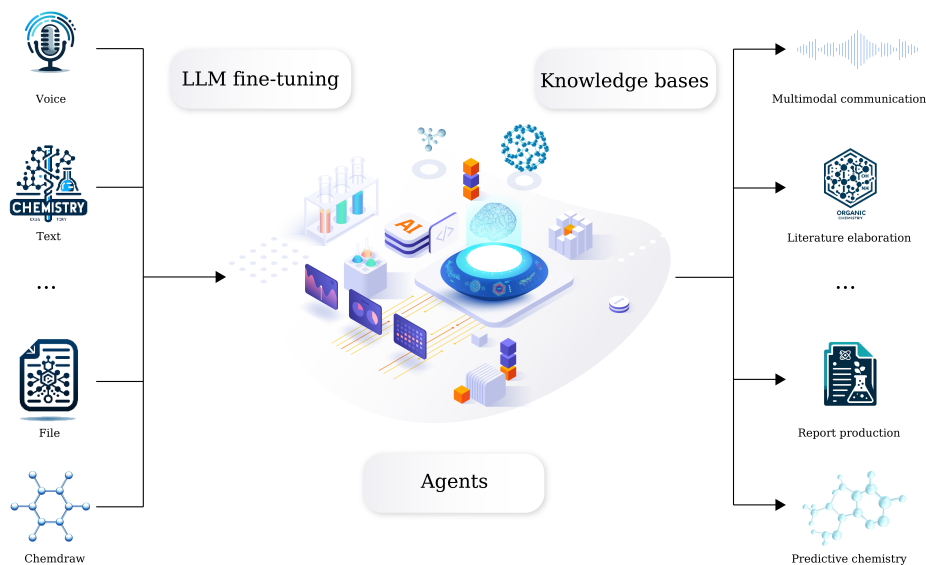 Voice
CHEMISTRY
Text
...
File
Chemdraw
LLM fine-tuning
Knowledge bases
AI
</>
Agents
Multimodal communication
ORGANIC
CHEMISTRY
Literature elaboration
...
Report production
Predictive chemistry